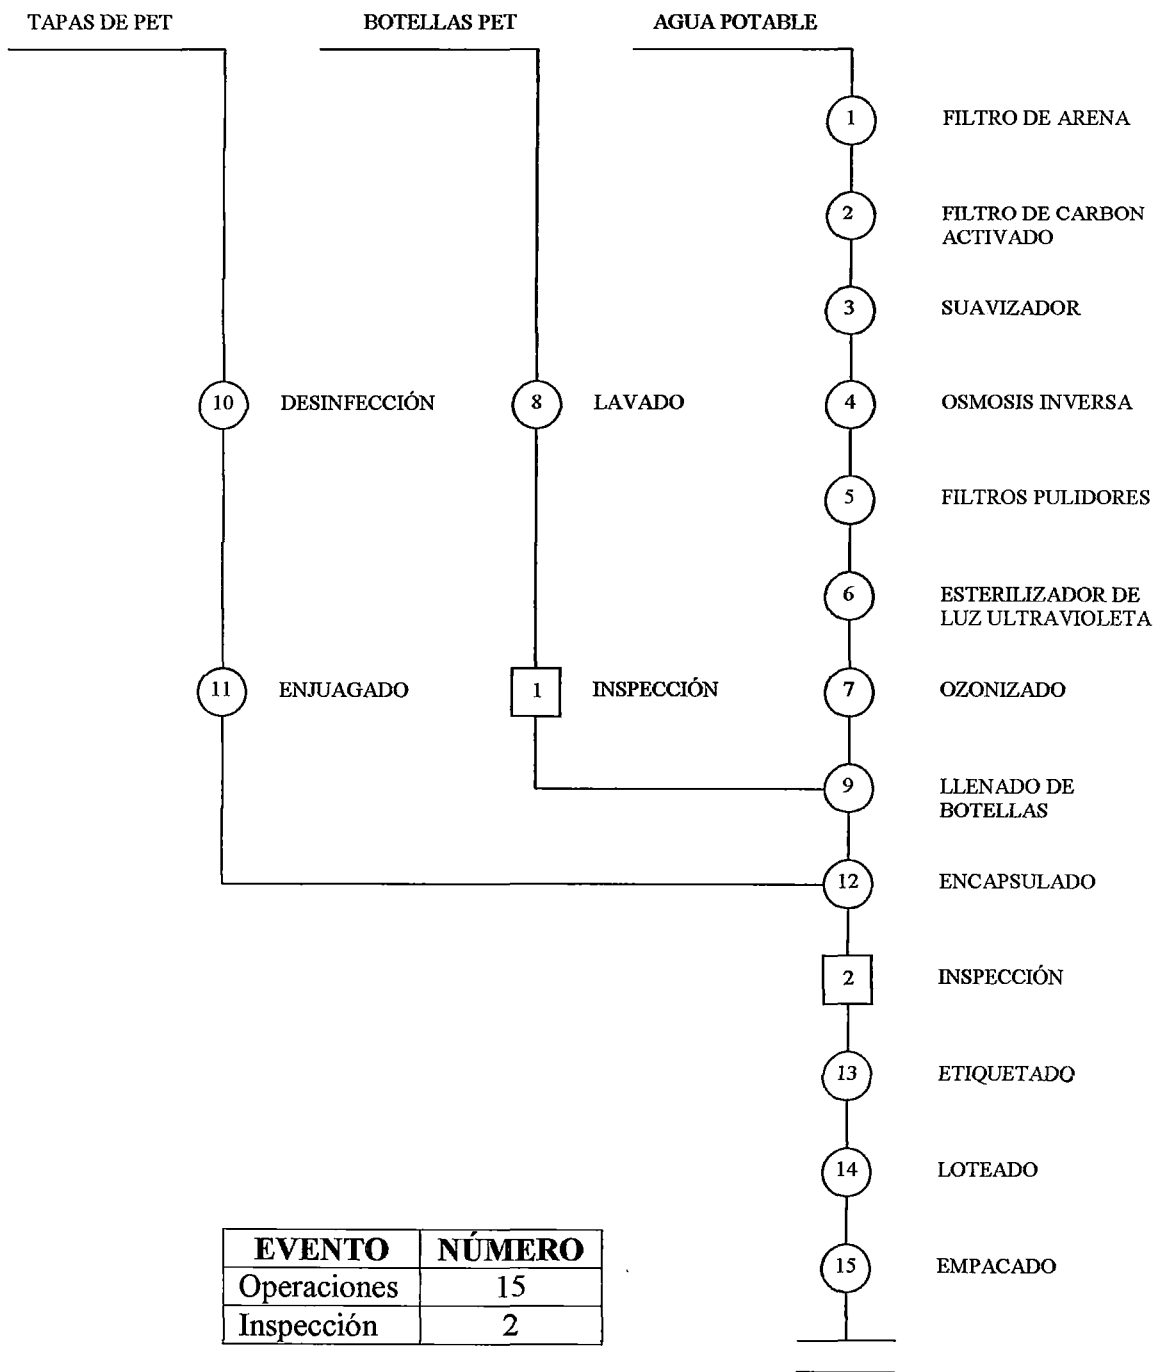 TAPAS DE PET
BOTELLAS PET
AGUA POTABLE
1
FILTRO DE ARENA
2
FILTRO DE CARBON
ACTIVADO
3
SUAVIZADOR
10
DESINFECCIÓN
8
LAVADO
4
OSMOSIS INVERSA
5
FILTROS PULIDORES
6
ESTERILIZADOR DE
LUZ ULTRAVIOLETA
11
ENJUAGADO
1
INSPECCIÓN
7
OZONIZADO
9
LLENADO DE
BOTELLAS
12
ENCAPSULADO
2
INSPECCIÓN
13
ETIQUETADO
14
LOTEADO
15
EMPACADO
EVENTO NÚMERO
Operaciones 15
Inspección 2